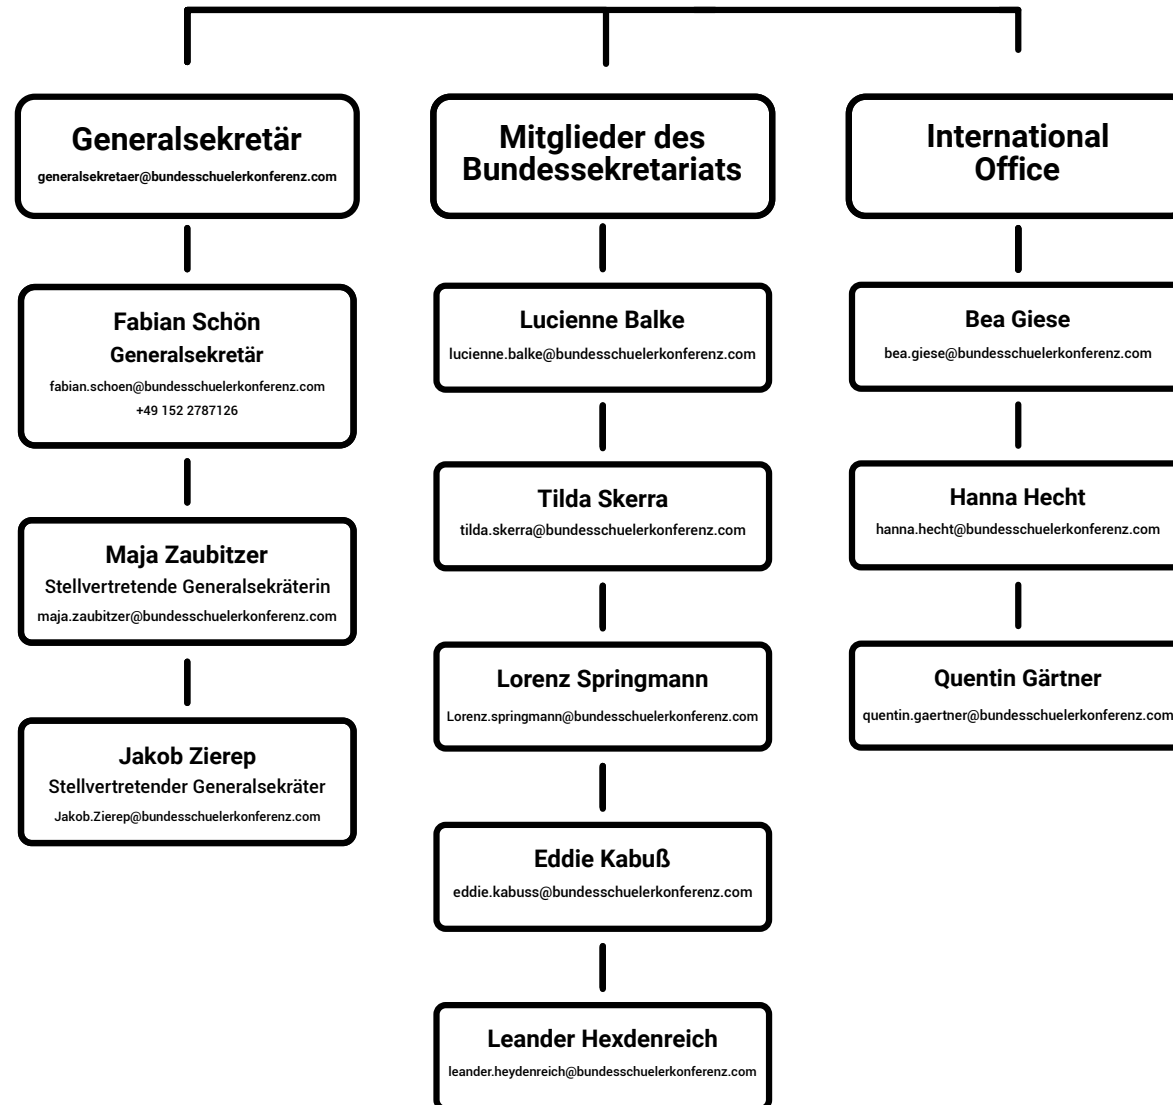 Generalsekretär
generalsekretaer@bundesschuelerkonferenz.com
Fabian Schön
Generalsekretär
fabian.schoen@bundesschuelerkonferenz.com
+49 152 2787126
Maja Zaubitzer
Stellvertretende Generalsekräterin
maja.zaubitzer@bundesschuelerkonferenz.com
Jakob Zierep
Stellvertretender Generalsekräter
Jakob.Zierep@bundesschuelerkonferenz.com
Mitglieder des
Bundessekretariats
Lucienne Balke
lucienne.balke@bundesschuelerkonferenz.com
Tilda Skerra
tilda.skerra@bundesschuelerkonferenz.com
Lorenz Springmann
Lorenz.springmann@bundesschuelerkonferenz.com
Eddie Kabuß
eddie.kabuss@bundesschuelerkonferenz.com
Leander Hexdenreich
leander.heydenreich@bundesschuelerkonferenz.com
International
Office
Bea Giese
bea.giese@bundesschuelerkonferenz.com
Hanna Hecht
hanna.hecht@bundesschuelerkonferenz.com
Quentin Gärtner
quentin.gaertner@bundesschuelerkonferenz.com